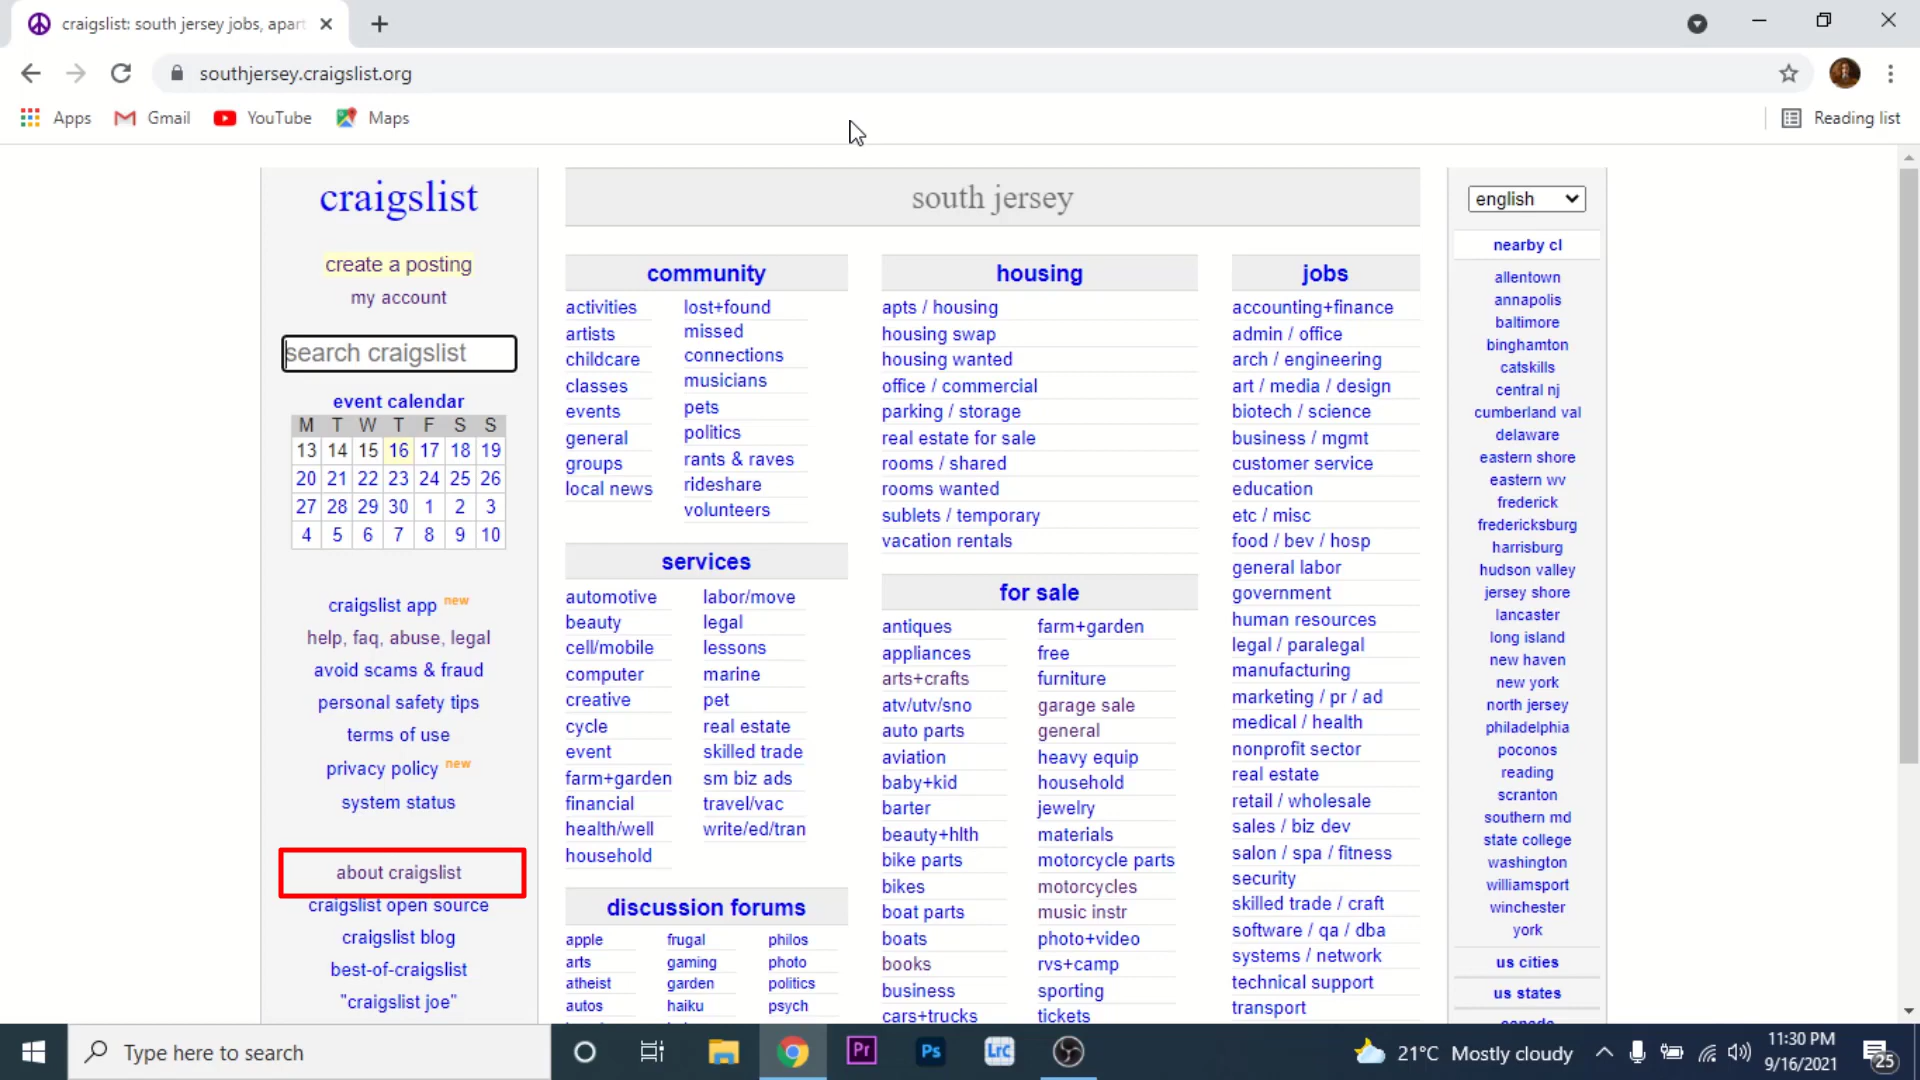 craigslist: south jersey jobs, apart
southjersey.craigslist.org
Apps Gmail YouTube Maps
Reading list
craigslist
create a posting
my account
search craigslist
event calendar
M T W T F S S
13 14 15 16 17 18 19
20 21 22 23 24 25 26
27 28 29 30 1 2 3
4 5 6 7 8 9 10
craigslist app new
help, faq, abuse, legal
avoid scams & fraud
personal safety tips
terms of use
privacy policy new
system status
about craigslist
craigslist open source
craigslist blog
best-of-craigslist
"craigslist joe"
south jersey
community
activities
artists
childcare
classes
events
general
groups
local news
lost+found
missed
connections
musicians
pets
politics
rants & raves
rideshare
volunteers
services
automotive
beauty
cell/mobile
computer
creative
cycle
event
farm+garden
financial
health/well
household
labor/move
legal
lessons
marine
pet
real estate
skilled trade
sm biz ads
travel/vac
write/ed/tran
discussion forums
apple
arts
atheist
autos
frugal
gaming
garden
haiku
philos
photo
politics
psych
housing
apts / housing
housing swap
housing wanted
office / commercial
parking / storage
real estate for sale
rooms / shared
rooms wanted
sublets / temporary
vacation rentals
for sale
antiques
appliances
arts+crafts
atv/utv/sno
auto parts
aviation
baby+kid
barter
beauty+hlth
bike parts
bikes
boat parts
boats
books
business
cars+trucks
farm+garden
free
furniture
garage sale
general
heavy equip
household
jewelry
materials
motorcycle parts
motorcycles
music instr
photo+video
rvs+camp
sporting
tickets
jobs
accounting+finance
admin / office
arch / engineering
art / media / design
biotech / science
business / mgmt
customer service
education
etc / misc
food / bev / hosp
general labor
government
human resources
legal / paralegal
manufacturing
marketing / pr / ad
medical / health
nonprofit sector
real estate
retail / wholesale
sales / biz dev
salon / spa / fitness
security
skilled trade / craft
software / qa / dba
systems / network
technical support
transport
english
nearby cl
allentown
annapolis
baltimore
binghamton
catskills
central nj
cumberland val
delaware
eastern shore
eastern wv
frederick
fredericksburg
harrisburg
hudson valley
jersey shore
lancaster
long island
new haven
new york
north jersey
philadelphia
poconos
reading
scranton
southern md
state college
washington
williamsport
winchester
york
us cities
us states
Type here to search
Pr
Ps
LrC
21°C Mostly cloudy
11:30 PM
9/16/2021
25